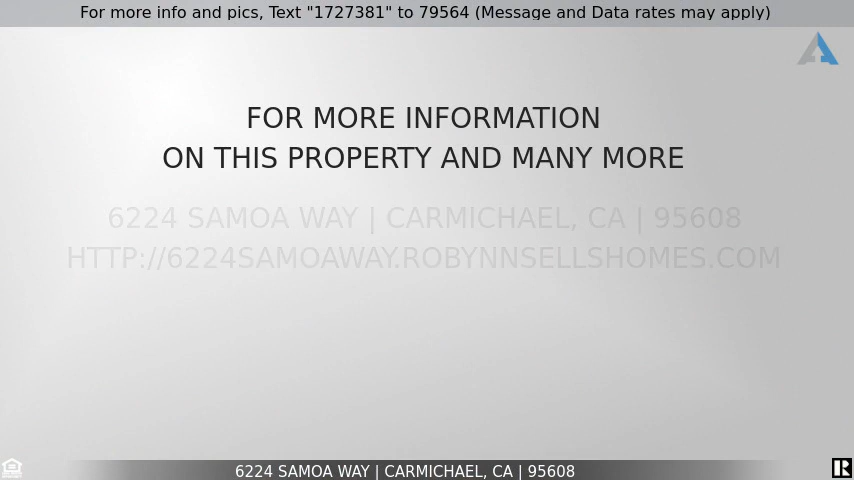 For more info and pics, Text "1727381" to 79564 (Message and Data rates may apply)
FOR MORE INFORMATION
ON THIS PROPERTY AND MANY MORE
6224 SAMOA WAY | CARMICHAEL, CA | 95608
HTTP://6224SAMOAWAY.ROBYNNSELLSHOMES.COM
6224 SAMOA WAY | CARMICHAEL, CA | 95608